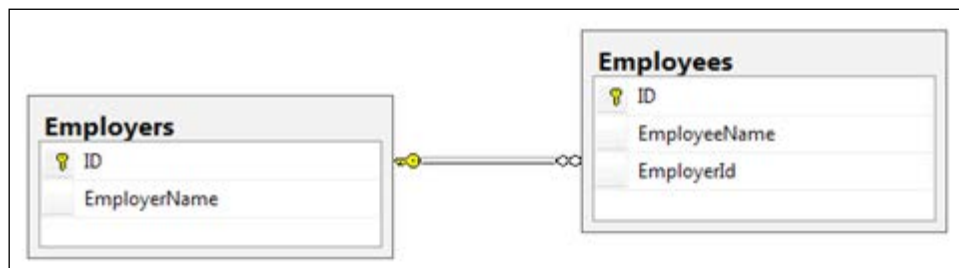 Employers
ID
EmployerName
Employees
ID
EmployeeName
EmployerId